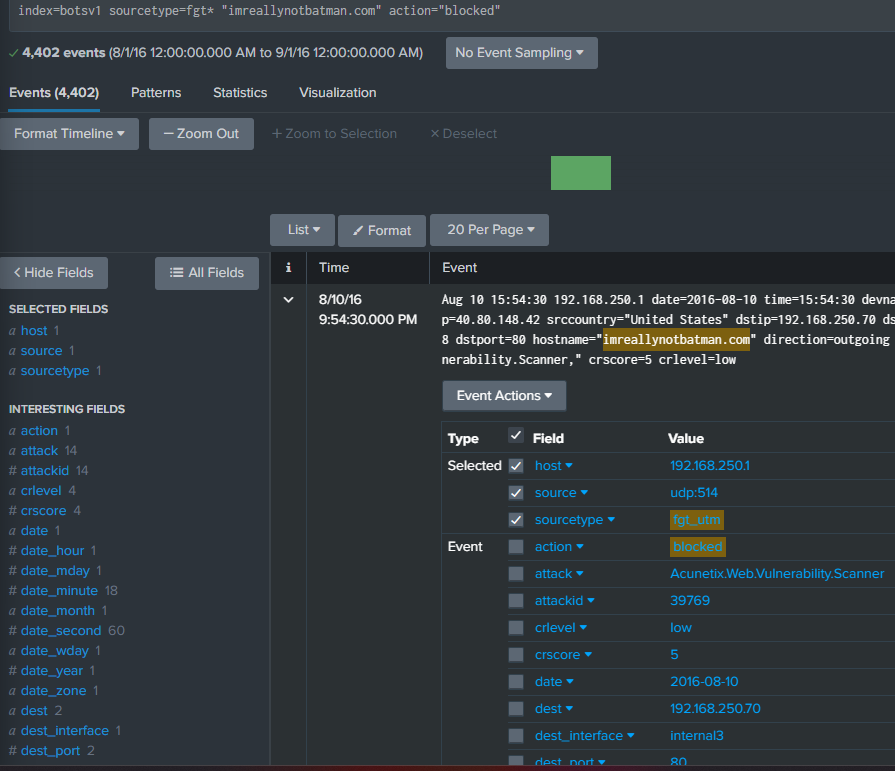 index=botsv1 sourcetype=fgt* "imreallynotbatman.com" action="blocked"
✓ 4,402 events (8/1/16 12:00:00.000 AM to 9/1/16 12:00:00.000 AM) No Event Sampling ▾
Events (4,402) Patterns Statistics Visualization
Format Timeline ▾ — Zoom Out + Zoom to Selection × Deselect
List ▾ Format 20 Per Page ▾
< Hide Fields All Fields
i Time Event
SELECTED FIELDS
a host 1
a source 1
a sourcetype 1
INTERESTING FIELDS
a action 1
a attack 14
# attackid 14
a crlevel 4
# crscore 4
a date 1
# date_hour 1
# date_mday 1
# date_minute 18
a date_month 1
# date_second 60
a date_wday 1
# date_year 1
a date_zone 1
a dest 2
a dest_interface 1
# dest_port 2
8/10/16
9:54:30.000 PM
Aug 10 15:54:30 192.168.250.1 date=2016-08-10 time=15:54:30 devna
p=40.80.148.42 srccountry="United States" dstip=192.168.250.70 ds
8 dstport=80 hostname="imreallynotbatman.com" direction=outgoing
nerability.Scanner," crscore=5 crlevel=low
Event Actions ▾
Type ✓ Field Value
Selected ✓ host ▾ 192.168.250.1
✓ source ▾ udp:514
✓ sourcetype ▾ fgt_utm
Event action ▾ blocked
attack ▾ Acunetix.Web.Vulnerability.Scanner
attackid ▾ 39769
crlevel ▾ low
crscore ▾ 5
date ▾ 2016-08-10
dest ▾ 192.168.250.70
dest_interface ▾ internal3
dest_port ▾ 80